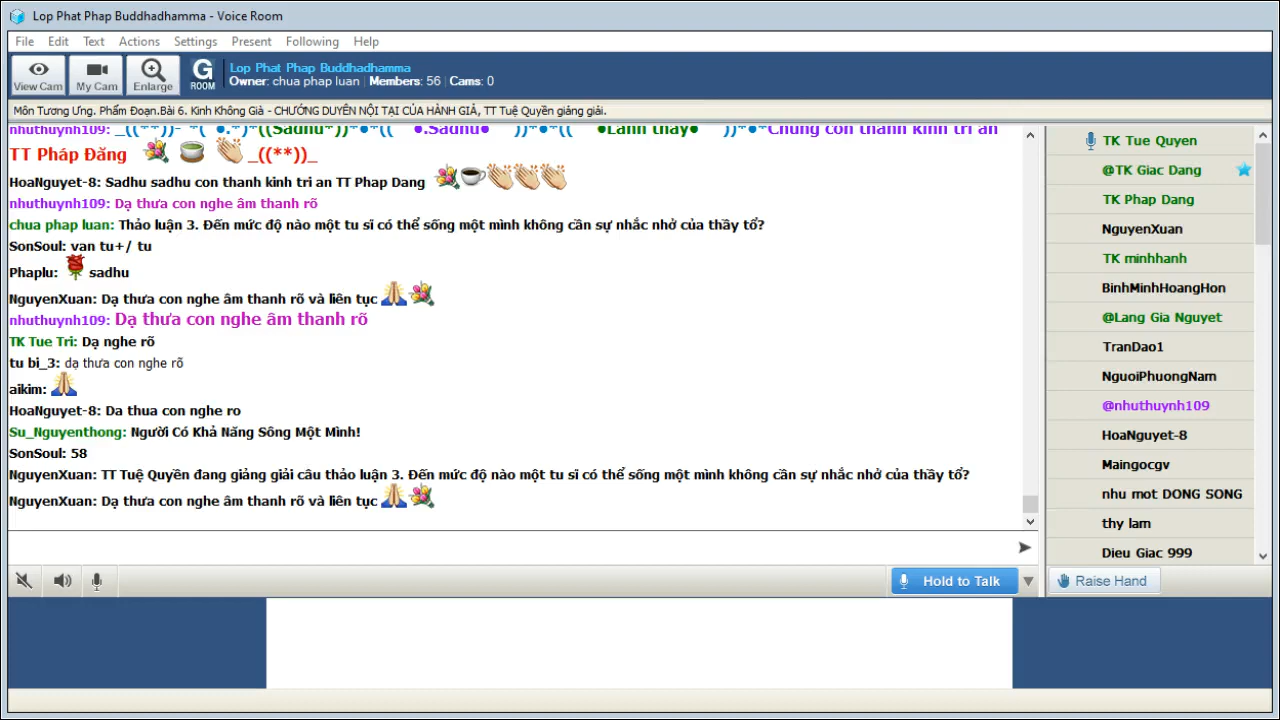 Lop Phat Phap Buddhadhamma - Voice Room
File Edit Text Actions Settings Present Following Help
View Cam My Cam Enlarge G ROOM
Lop Phat Phap Buddhadhamma
Owner: chua phap luan Members: 56 Cams: 0
Môn Tương Ưng. Phẩm Đoạn.Bài 6. Kinh Không Già - CHƯỚNG DUYÊN NỘI TẠI CỦA HÀNH GIẢ, TT Tuệ Quyền giảng giải.
nhuthuynh109: _((**))- *( ●.*)*((Sadhu*))*●*(( ●.Sadhu● ))*●*(( ●Lành thay● ))*●*Chúng con thành kính tri ân
TT Pháp Đăng _((**))_
HoaNguyet-8: Sadhu sadhu con thanh kinh tri an TT Phap Dang
nhuthuynh109: Dạ thưa con nghe âm thanh rõ
chua phap luan: Thảo luận 3. Đến mức độ nào một tu sĩ có thể sống một mình không cần sự nhắc nhở của thầy tổ?
SonSoul: van tu+/ tu
Phaplu: sadhu
NguyenXuan: Dạ thưa con nghe âm thanh rõ và liên tục
nhuthuynh109: Dạ thưa con nghe âm thanh rõ
TK Tue Tri: Dạ nghe rõ
tu bi_3: dạ thưa con nghe rõ
aikim:
HoaNguyet-8: Da thua con nghe ro
Su_Nguyenthong: Người Có Khả Năng Sông Một Mình!
SonSoul: 58
NguyenXuan: TT Tuệ Quyền đang giảng giải câu thảo luận 3. Đến mức độ nào một tu sĩ có thể sống một mình không cần sự nhắc nhở của thầy tổ?
NguyenXuan: Dạ thưa con nghe âm thanh rõ và liên tục
Hold to Talk
TK Tue Quyen
@TK Giac Dang
TK Phap Dang
NguyenXuan
TK minhhanh
BinhMinhHoangHon
@Lang Gia Nguyet
TranDao1
NguoiPhuongNam
@nhuthuynh109
HoaNguyet-8
Maingocgv
nhu mot DONG SONG
thy lam
Dieu Giac 999
Raise Hand